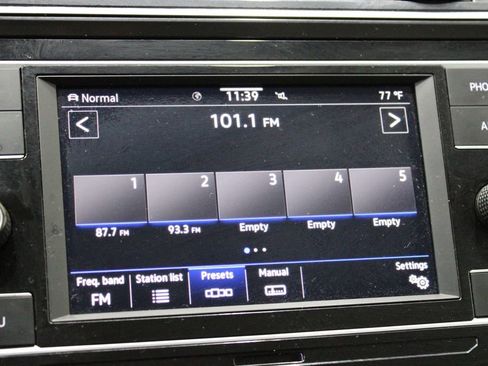 Normal 11:39 77 °F
PHO
101.1 FM
< >
A
1 2 3 4 5
87.7 FM 93.3 FM Empty Empty Empty
Freq. band Station list Presets Manual Settings
FM
U